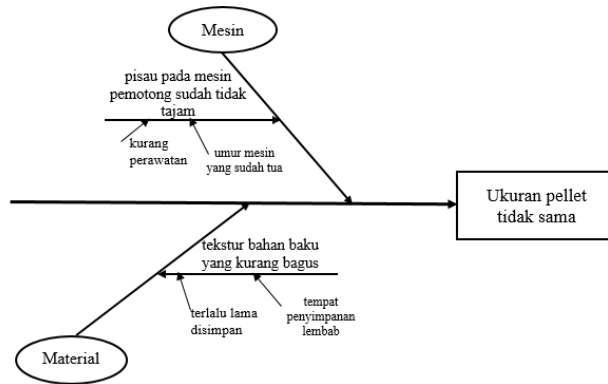 Mesin
pisau pada mesin
pemotong sudah tidak
tajam
kurang
perawatan
umur mesin
yang sudah tua
Ukuran pellet
tidak sama
tekstur bahan baku
yang kurang bagus
terlalu lama
disimpan
tempat
penyimpanan
lembab
Material